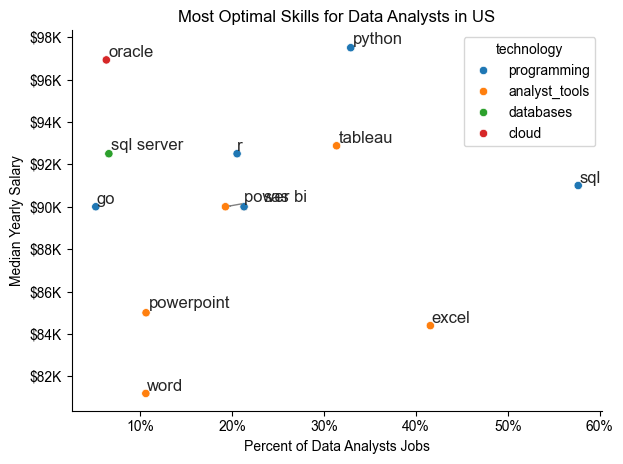 Most Optimal Skills for Data Analysts in US
$98K
$96K
$94K
$92K
$90K
$88K
$86K
$84K
$82K
Median Yearly Salary
oracle
python
sql server
r
tableau
go
power bi
sas
sql
powerpoint
excel
word
technology
programming
analyst_tools
databases
cloud
10%
20%
30%
40%
50%
60%
Percent of Data Analysts Jobs